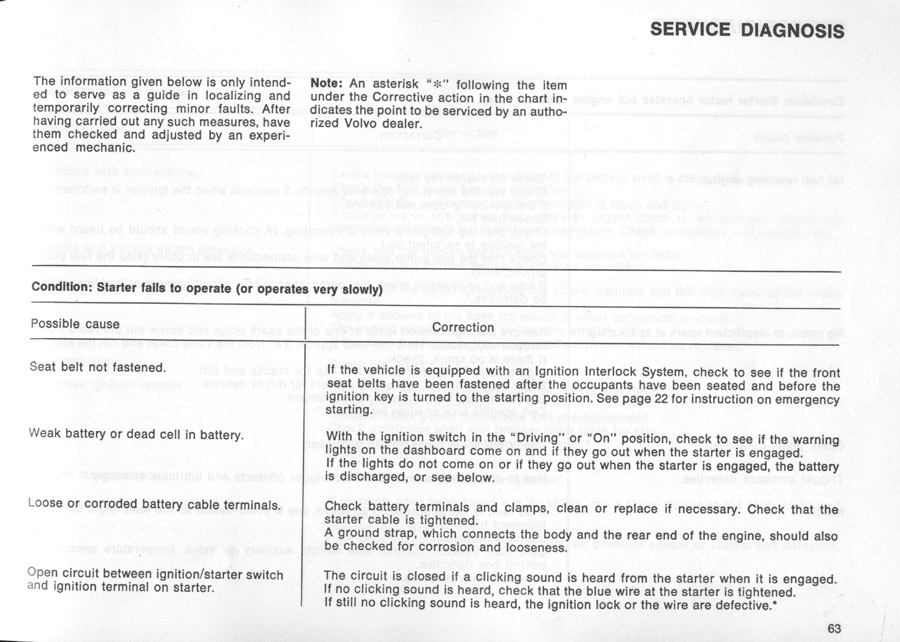 SERVICE DIAGNOSIS
The information given below is only intend-
ed to serve as a guide in localizing and
temporarily correcting minor faults. After
having carried out any such measures, have
them checked and adjusted by an experi-
enced mechanic.
Note: An asterisk "*" following the item
under the Corrective action in the chart in-
dicates the point to be serviced by an autho-
rized Volvo dealer.
Condition: Starter fails to operate (or operates very slowly)
Possible cause
Correction
Seat belt not fastened.
If the vehicle is equipped with an Ignition Interlock System, check to see if the front
seat belts have been fastened after the occupants have been seated and before the
ignition key is turned to the starting position. See page 22 for instruction on emergency
starting.
Weak battery or dead cell in battery.
With the ignition switch in the "Driving" or "On" position, check to see if the warning
lights on the dashboard come on and if they go out when the starter is engaged.
If the lights do not come on or if they go out when the starter is engaged, the battery
is discharged, or see below.
Loose or corroded battery cable terminals.
Check battery terminals and clamps, clean or replace if necessary. Check that the
starter cable is tightened.
A ground strap, which connects the body and the rear end of the engine, should also
be checked for corrosion and looseness.
Open circuit between ignition/starter switch
and ignition terminal on starter.
The circuit is closed if a clicking sound is heard from the starter when it is engaged.
If no clicking sound is heard, check that the blue wire at the starter is tightened.
If still no clicking sound is heard, the ignition lock or the wire are defective.*
63